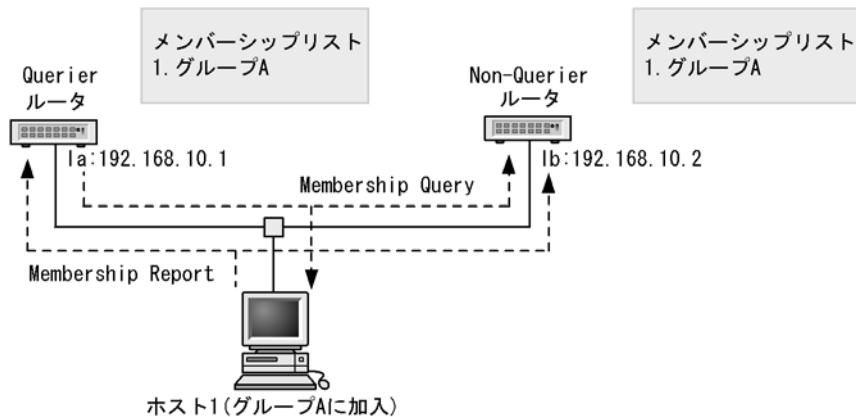 メンバーシップリスト
1. グループA
メンバーシップリスト
1. グループA
Querier
ルータ
Non-Querier
ルータ
Ia:192.168.10.1
Ib:192.168.10.2
Membership Query
Membership Report
ホスト1(グループAに加入)